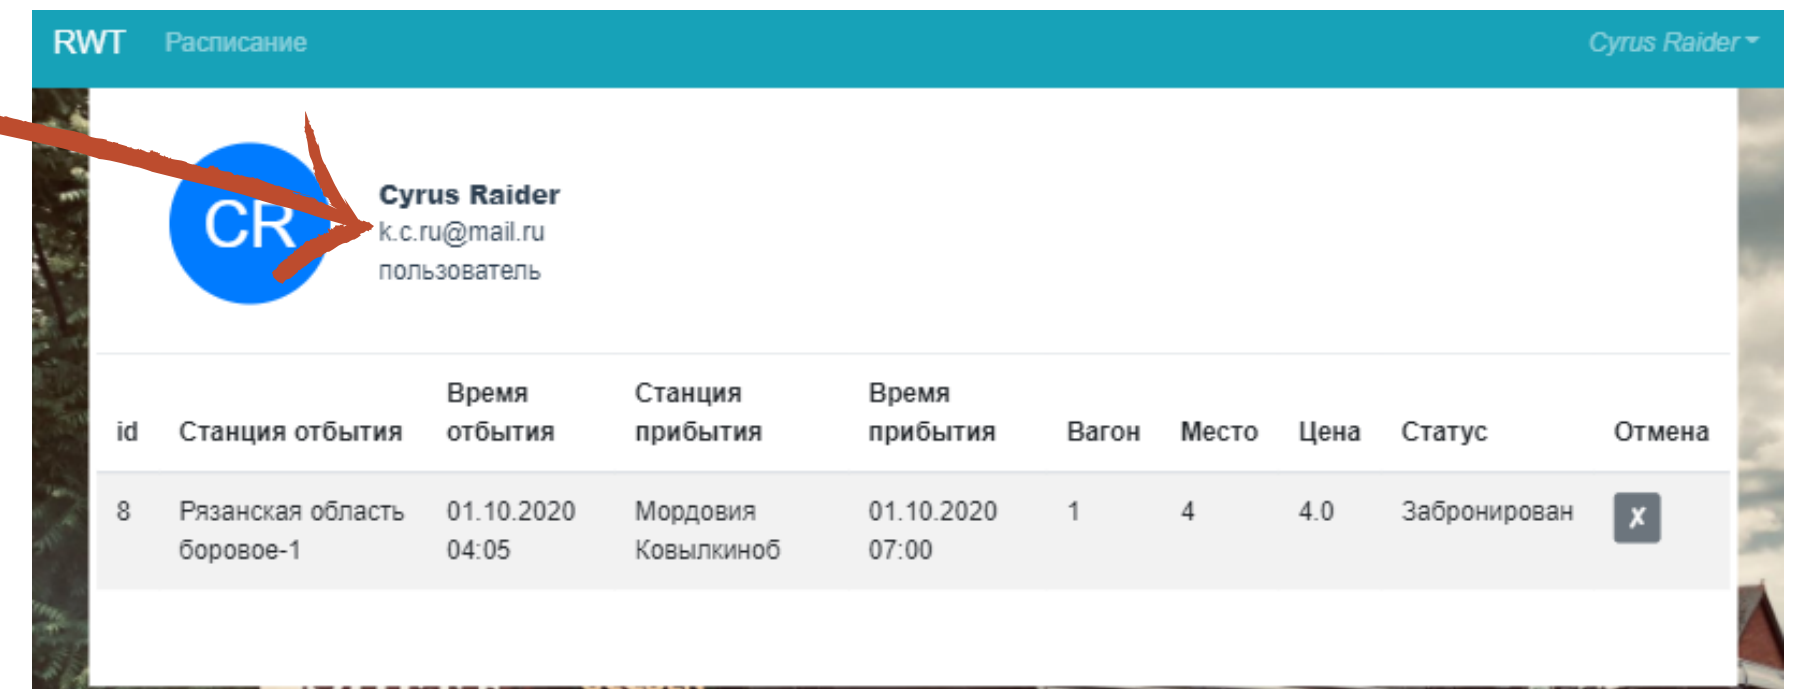 RWT Расписание Cyrus Raider
CR
Cyrus Raider
k.c.ru@mail.ru
пользователь
id Станция отбытия Время отбытия Станция прибытия Время прибытия Вагон Место Цена Статус Отмена
8 Рязанская область боровое-1 01.10.2020 04:05 Мордовия Ковылкиноб 01.10.2020 07:00 1 4 4.0 Забронирован ✗